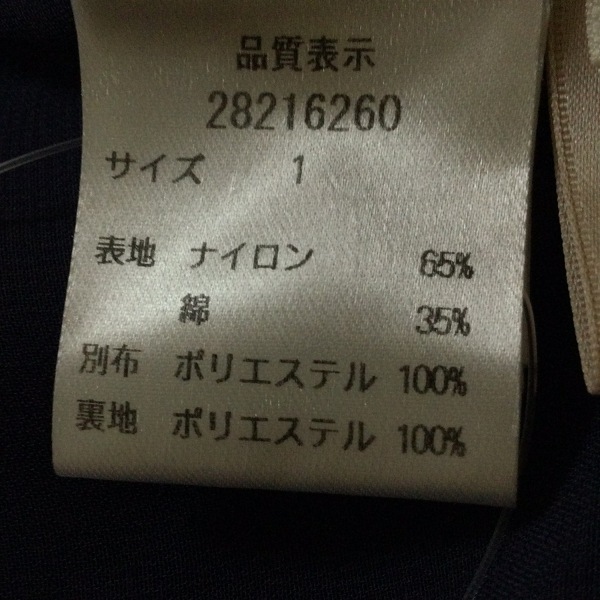 品質表示
28216260
サイズ 1
表地 ナイロン 65%
綿 35%
別布 ポリエステル 100%
裏地 ポリエステル 100%